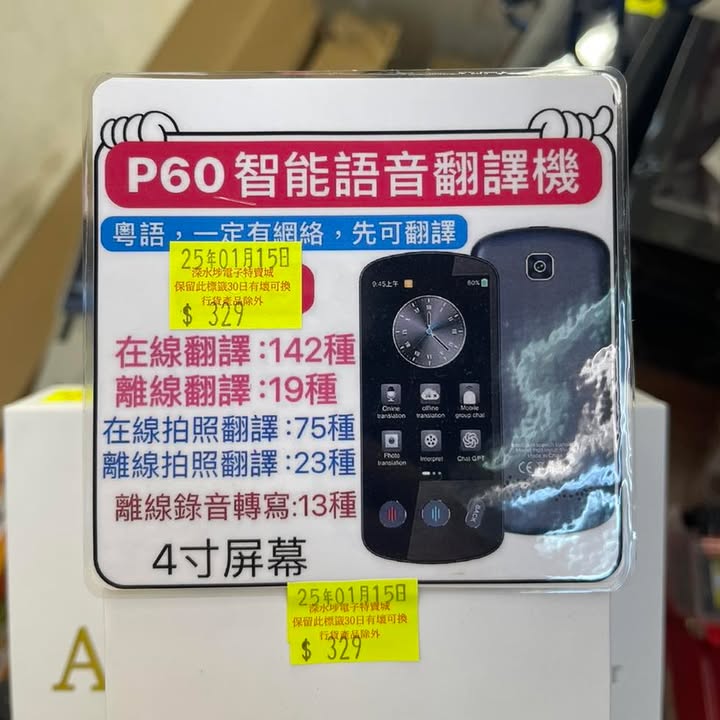 P60智能語音翻譯機
粵語，一定有網絡，先可翻譯
25年01月15日
深水埗電子特賣城
保留此標籤30日有壞可換
行貨產品除外
$ 329
在線翻譯:142種
離線翻譯:19種
在線拍照翻譯:75種
離線拍照翻譯:23種
離線錄音轉寫:13種
4寸屏幕
9:45上午
80%
Online translation
offline translation
Mobile group chat
Photo translation
Interpret
Chat GPT
BACK
CE
25年01月15日
深水埗電子特賣城
保留此標籤30日有壞可換
行貨產品除外
$ 329
A
r